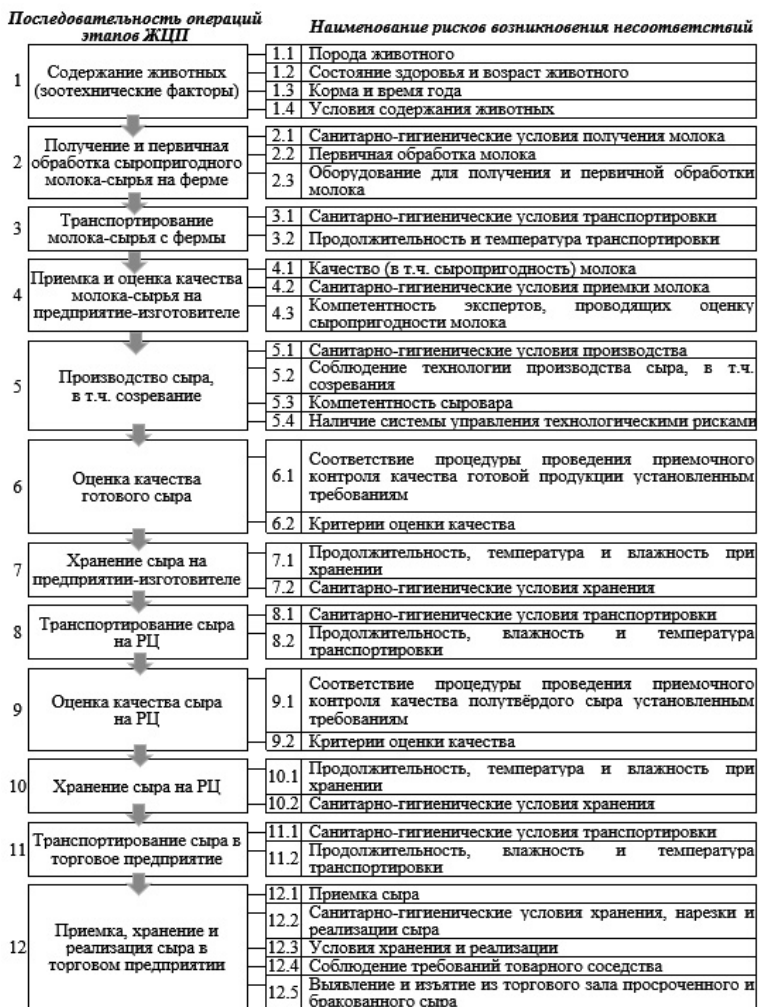 Последовательность операций
этапов ЖЦП
Наименование рисков возникновения несоответствий
1
Содержание животных
(зоотехнические факторы)
1.1 Порода животного
1.2 Состояние здоровья и возраст животного
1.3 Корма и время года
1.4 Условия содержания животных
2
Получение и первичная
обработка сыропригодного
молока-сырья на ферме
2.1 Санитарно-гигиенические условия получения молока
2.2 Первичная обработка молока
2.3 Оборудование для получения и первичной обработки
молока
3
Транспортирование
молока-сырья с фермы
3.1 Санитарно-гигиенические условия транспортировки
3.2 Продолжительность и температура транспортировки
4
Приемка и оценка качества
молока-сырья на
предприятие-изготовителе
4.1 Качество (в т.ч. сыропригодность) молока
4.2 Санитарно-гигиенические условия приемки молока
4.3 Компетентность экспертов, проводящих оценку
сыропригодности молока
5
Производство сыра,
в т.ч. созревание
5.1 Санитарно-гигиенические условия производства
5.2 Соблюдение технологии производства сыра, в т.ч.
созревания
5.3 Компетентность сыровара
5.4 Наличие системы управления технологическими рисками
6
Оценка качества
готового сыра
6.1 Соответствие процедуры проведения приемочного
контроля качества готовой продукции установленным
требованиям
6.2 Критерии оценки качества
7
Хранение сыра на
предприятии-изготовителе
7.1 Продолжительность, температура и влажность при
хранении
7.2 Санитарно-гигиенические условия хранения
8
Транспортирование сыра
на РЦ
8.1 Санитарно-гигиенические условия транспортировки
8.2 Продолжительность, влажность и температура
транспортировки
9
Оценка качества сыра
на РЦ
9.1 Соответствие процедуры проведения приемочного
контроля качества полутвёрдого сыра установленным
требованиям
9.2 Критерии оценки качества
10
Хранение сыра на РЦ
10.1 Продолжительность, температура и влажность при
хранении
10.2 Санитарно-гигиенические условия хранения
11
Транспортирование сыра в
торговое предприятие
11.1 Санитарно-гигиенические условия транспортировки
11.2 Продолжительность, влажность и температура
транспортировки
12
Приемка, хранение и
реализация сыра в
торговом предприятии
12.1 Приемка сыра
12.2 Санитарно-гигиенические условия хранения, нарезки и
реализации сыра
12.3 Условия хранения и реализации
12.4 Соблюдение требований товарного соседства
12.5 Выявление и изъятие из торгового зала просроченного и
бракованного сыра